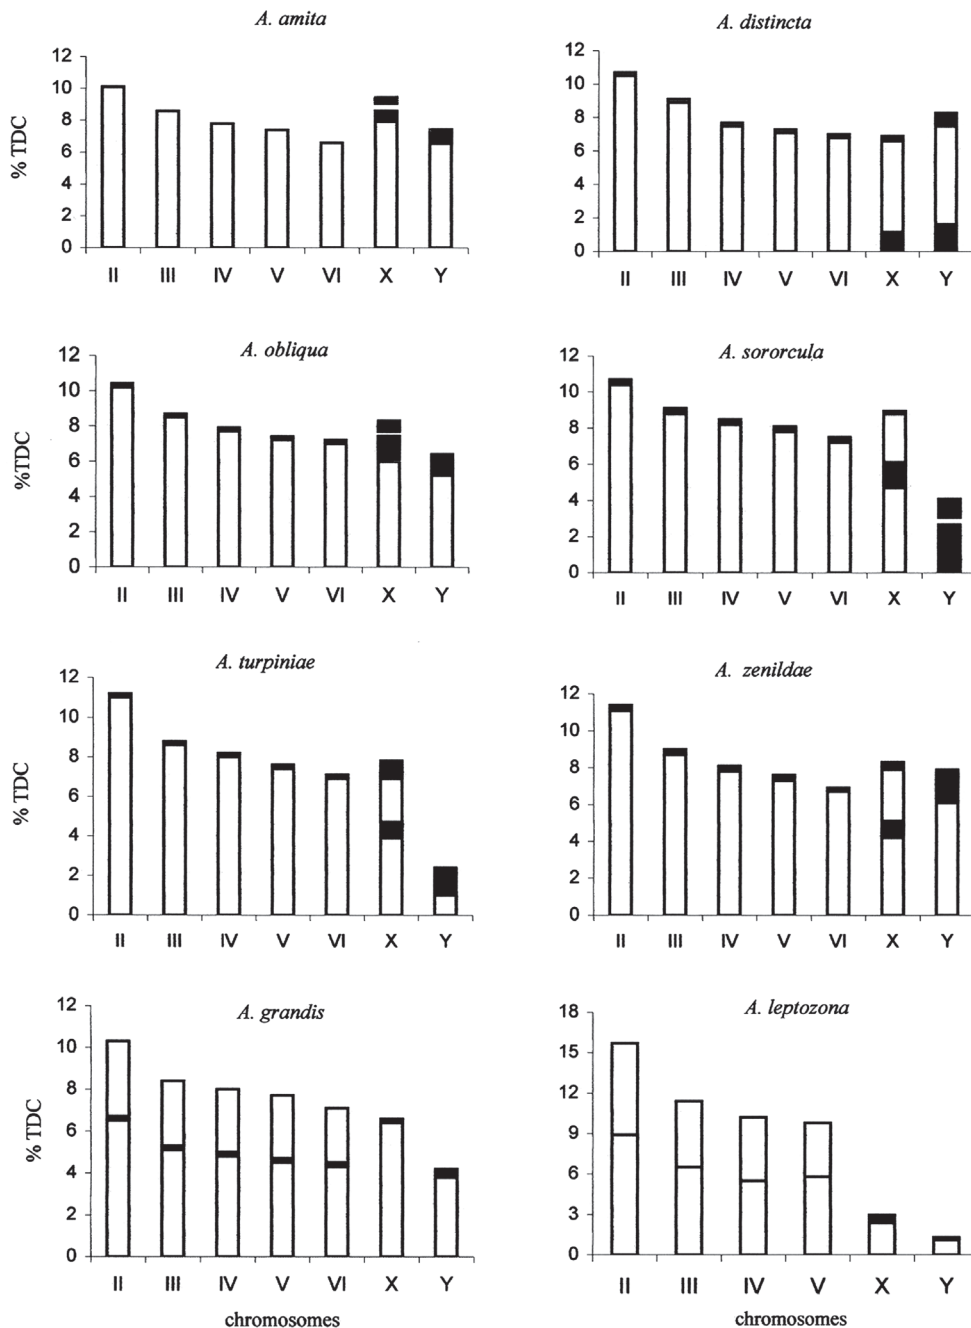 A. amita
% TDC
12
10
8
6
4
2
0
II III IV V VI X Y
A. distincta
12
10
8
6
4
2
0
II III IV V VI X Y
A. obliqua
%TDC
12
10
8
6
4
2
0
II III IV V VI X Y
A. sororcula
12
10
8
6
4
2
0
II III IV V VI X Y
A. turpiniae
% TDC
12
10
8
6
4
2
0
II III IV V VI X Y
A. zenildae
12
10
8
6
4
2
0
II III IV V VI X Y
A. grandis
% TDC
12
10
8
6
4
2
0
II III IV V VI X Y
chromosomes
A. leptozona
18
15
12
9
6
3
0
II III IV V X Y
chromosomes